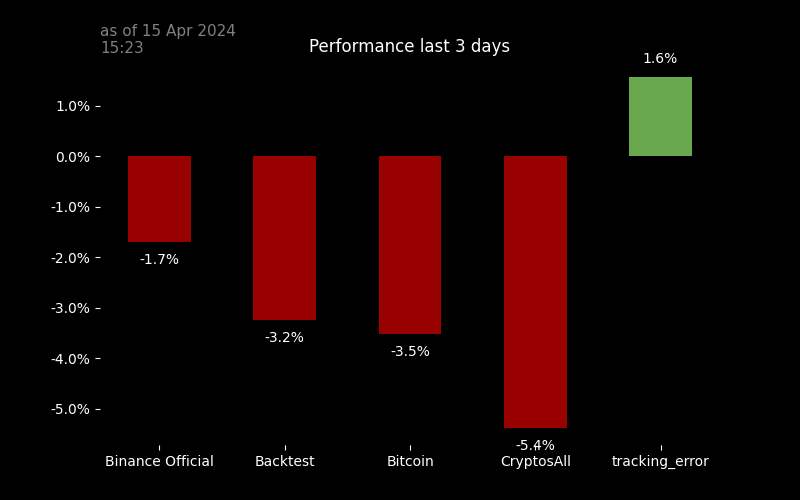 as of 15 Apr 2024
15:23
Performance last 3 days
1.6%
1.0%
0.0%
-1.0%
-2.0%
-3.0%
-4.0%
-5.0%
-1.7%
-3.2%
-3.5%
-5.4%
Binance Official
Backtest
Bitcoin
CryptosAll
tracking_error